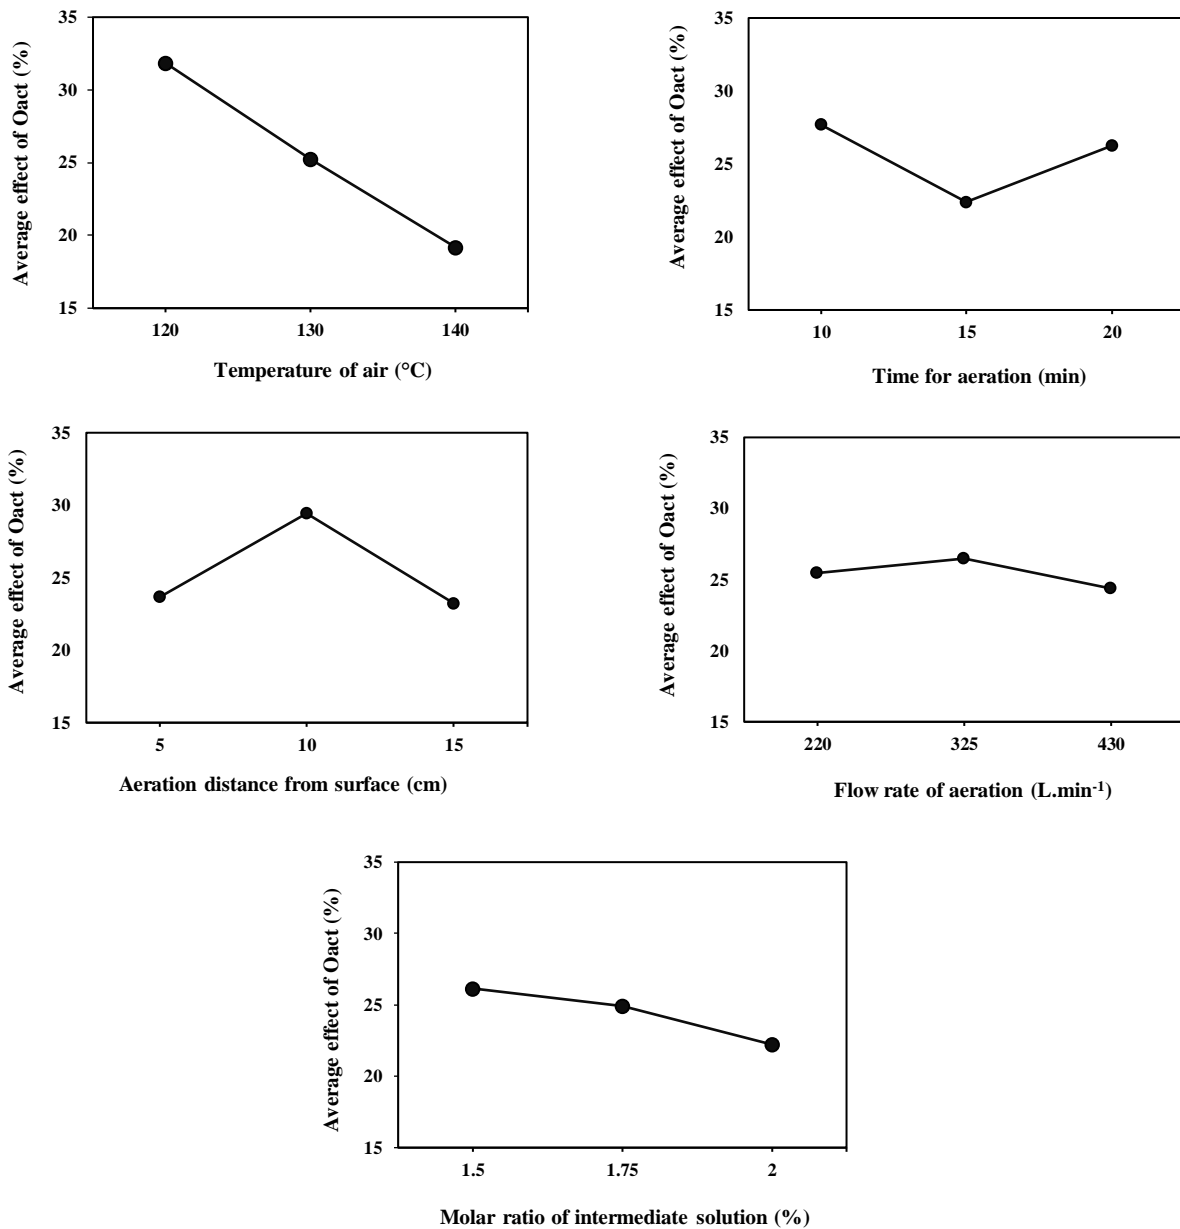 Average effect of Oact (%)
35
30
25
20
15
120 130 140
Temperature of air (°C)
Average effect of Oact (%)
35
30
25
20
15
10 15 20
Time for aeration (min)
Average effect of Oact (%)
35
30
25
20
15
5 10 15
Aeration distance from surface (cm)
Average effect of Oact (%)
35
30
25
20
15
220 325 430
Flow rate of aeration (L.min⁻¹)
Average effect of Oact (%)
35
30
25
20
15
1.5 1.75 2
Molar ratio of intermediate solution (%)